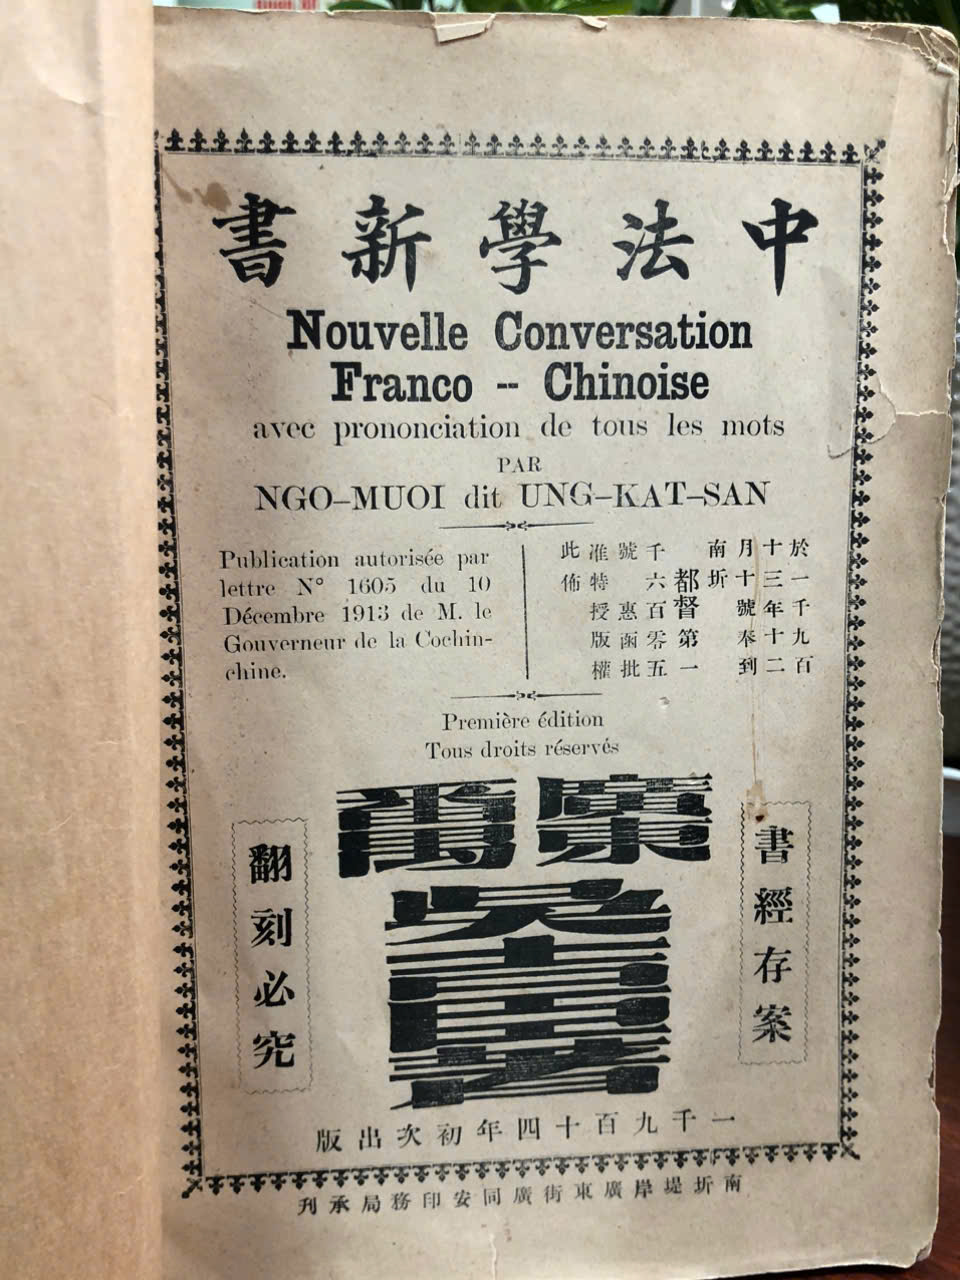 中法學新書
Nouvelle Conversation
Franco -- Chinoise
avec prononciation de tous les mots
PAR
NGO-MUOI dit UNG-KAT-SAN
Publication autorisée par
lettre N° 1605 du 10
Décembre 1913 de M. le
Gouverneur de la Cochin-
chine.
於一千九百
十三年十二
月十號奉到
南圻
都督第一
千六百零五
號惠函批
准特授版權
此佈
Première édition
Tous droits réservés
書經存案
翻刻必究
一千九百十四年初次出版
南圻堤岸廣東街廣同安印務局承刊